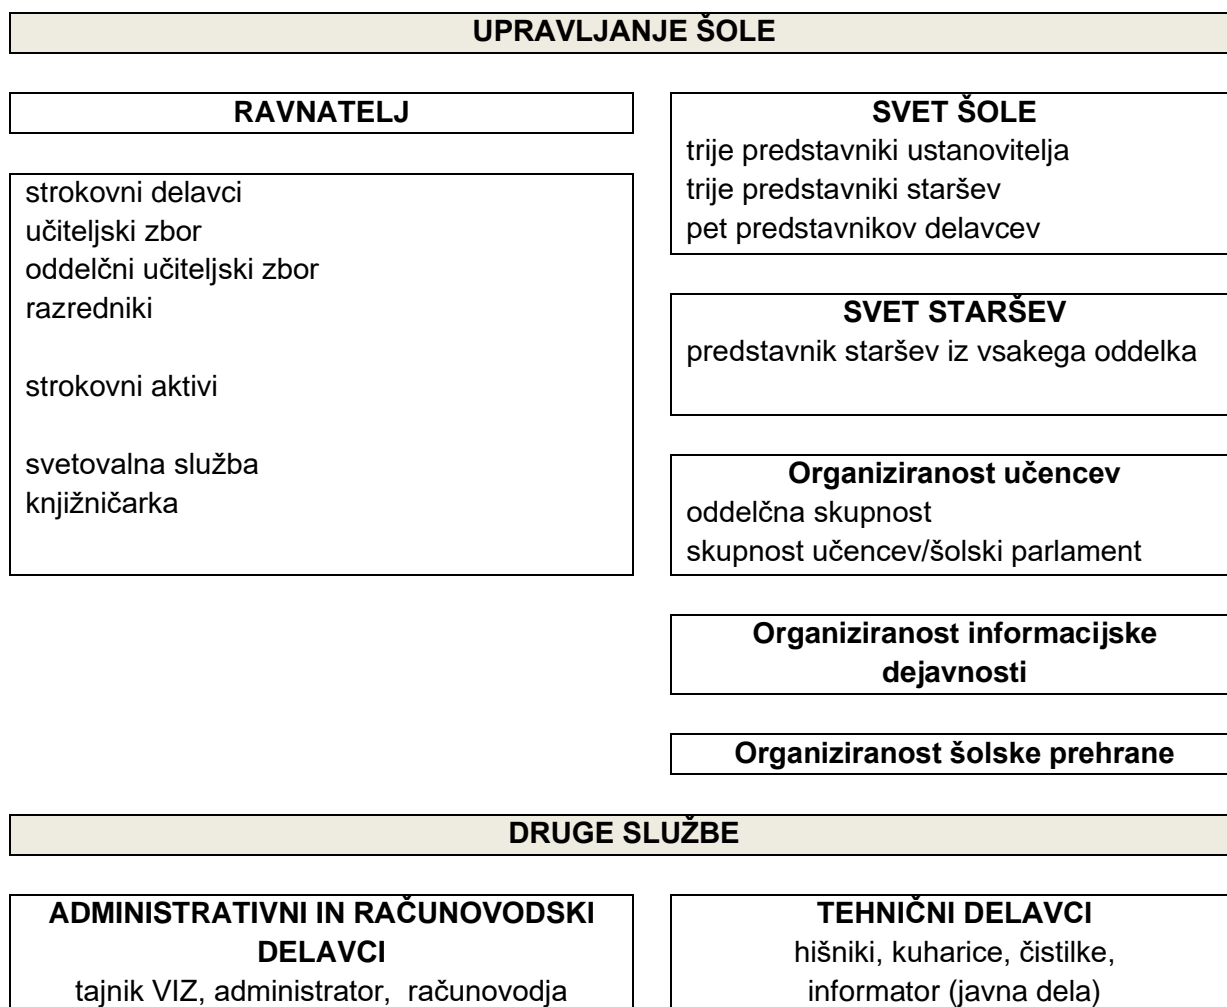 UPRAVLJANJE ŠOLE
RAVNATELJ
strokovni delavci
učiteljski zbor
oddelčni učiteljski zbor
razredniki
strokovni aktivi
svetovalna služba
knjižničarka
SVET ŠOLE
trije predstavniki ustanovitelja
trije predstavniki staršev
pet predstavnikov delavcev
SVET STARŠEV
predstavnik staršev iz vsakega oddelka
Organiziranost učencev
oddelčna skupnost
skupnost učencev/šolski parlament
Organiziranost informacijske
dejavnosti
Organiziranost šolske prehrane
DRUGE SLUŽBE
ADMINISTRATIVNI IN RAČUNOVODSKI
DELAVCI
tajnik VIZ, administrator, računovodja
TEHNIČNI DELAVCI
hišniki, kuharice, čistilke,
informator (javna dela)